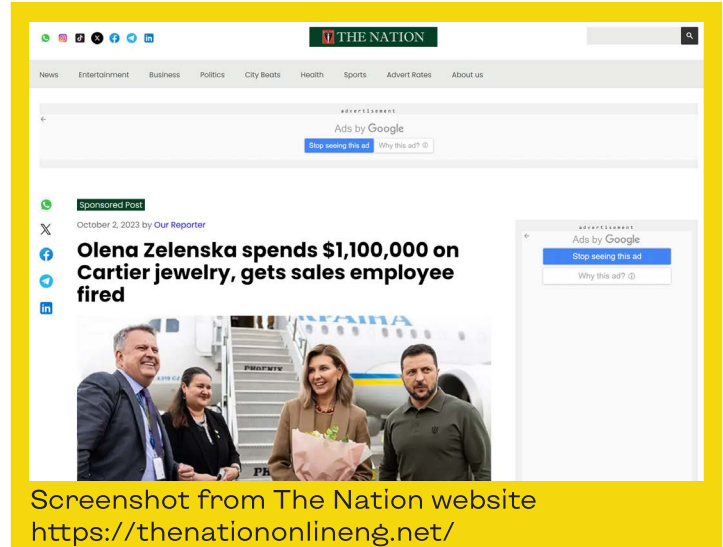 THE NATION
News Entertainment Business Politics City Beats Health Sports Advert Rates About us
advertisement
Ads by Google
Stop seeing this ad Why this ad?
Sponsored Post
October 2, 2023 by Our Reporter
Olena Zelenska spends $1,100,000 on
Cartier jewelry, gets sales employee
fired
advertisement
Ads by Google
Stop seeing this ad
Why this ad?
PHOENIX
Screenshot from The Nation website
https://thenationonlineng.net/